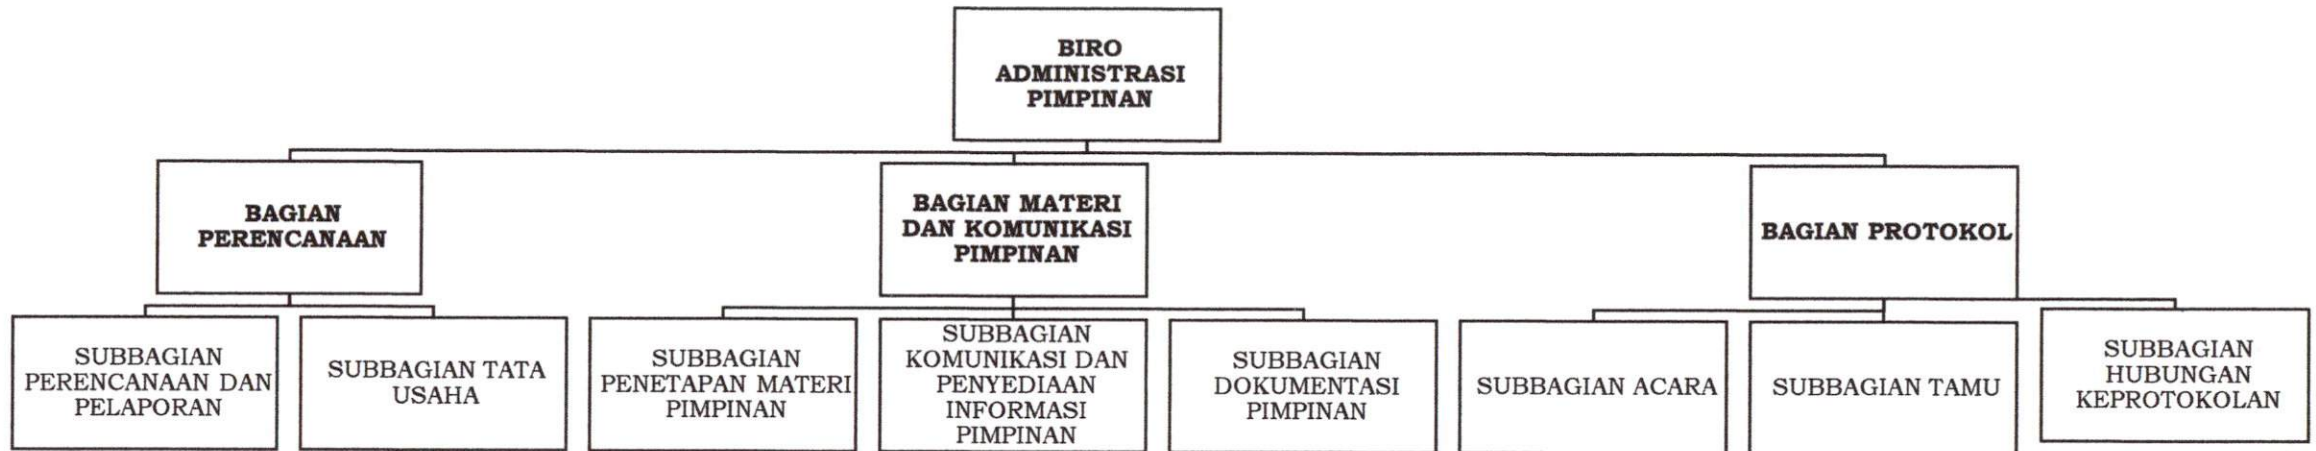 BIRO
ADMINISTRASI
PIMPINAN
BAGIAN
PERENCANAAN
BAGIAN MATERI
DAN KOMUNIKASI
PIMPINAN
BAGIAN PROTOKOL
SUBBAGIAN
PERENCANAAN DAN
PELAPORAN
SUBBAGIAN TATA
USAHA
SUBBAGIAN
PENETAPAN MATERI
PIMPINAN
SUBBAGIAN
KOMUNIKASI DAN
PENYEDIAAN
INFORMASI
PIMPINAN
SUBBAGIAN
DOKUMENTASI
PIMPINAN
SUBBAGIAN ACARA
SUBBAGIAN TAMU
SUBBAGIAN
HUBUNGAN
KEPROTOKOLAN